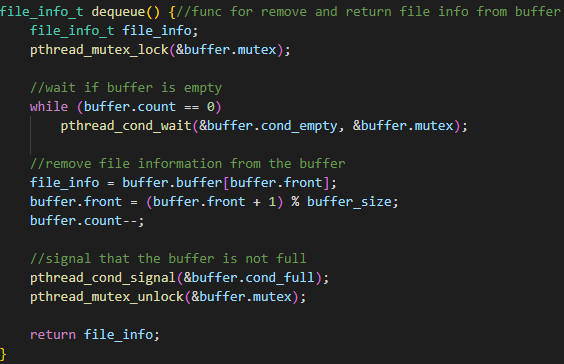 file_info_t dequeue() {//func for remove and return file info from buffer
file_info_t file_info;
pthread_mutex_lock(&buffer.mutex);
//wait if buffer is empty
while (buffer.count == 0)
pthread_cond_wait(&buffer.cond_empty, &buffer.mutex);
//remove file information from the buffer
file_info = buffer.buffer[buffer.front];
buffer.front = (buffer.front + 1) % buffer_size;
buffer.count--;
//signal that the buffer is not full
pthread_cond_signal(&buffer.cond_full);
pthread_mutex_unlock(&buffer.mutex);
return file_info;
}